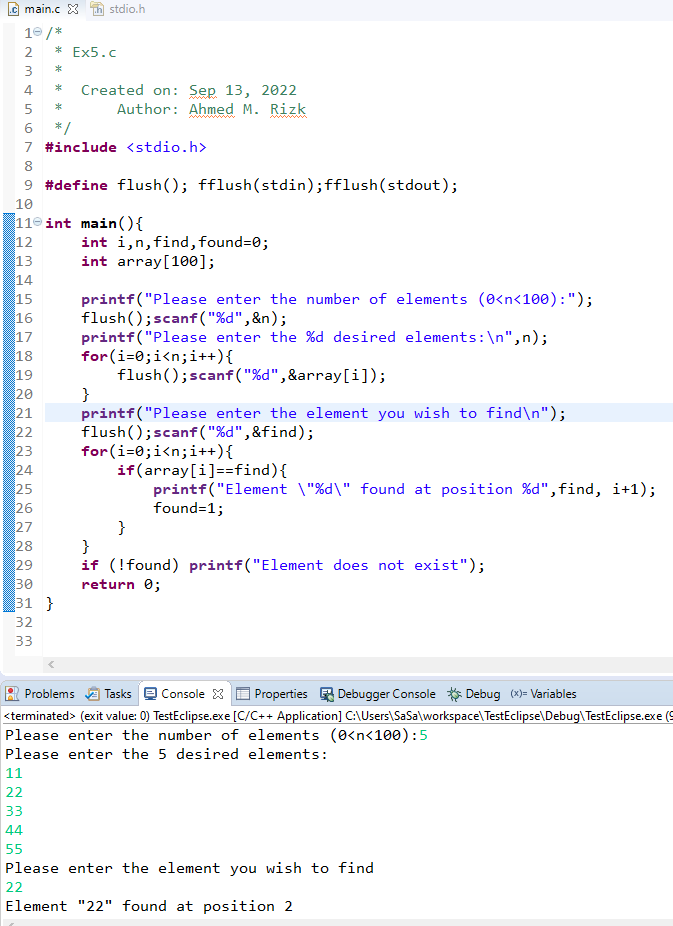 main.c stdio.h
1 /*
2  * Ex5.c
3  *
4  *  Created on: Sep 13, 2022
5  *      Author: Ahmed M. Rizk
6  */
7 #include <stdio.h>
8
9 #define flush(); fflush(stdin);fflush(stdout);
10
11 int main(){
12     int i,n,find,found=0;
13     int array[100];
14
15     printf("Please enter the number of elements (0<n<100):");
16     flush();scanf("%d",&n);
17     printf("Please enter the %d desired elements:\n",n);
18     for(i=0;i<n;i++){
19         flush();scanf("%d",&array[i]);
20     }
21     printf("Please enter the element you wish to find\n");
22     flush();scanf("%d",&find);
23     for(i=0;i<n;i++){
24         if(array[i]==find){
25             printf("Element \"%d\" found at position %d",find, i+1);
26             found=1;
27         }
28     }
29     if (!found) printf("Element does not exist");
30     return 0;
31 }
32
33
Problems Tasks Console Properties Debugger Console Debug (x)= Variables
<terminated> (exit value: 0) TestEclipse.exe [C/C++ Application] C:\Users\SaSa\workspace\TestEclipse\Debug\TestEclipse.exe (9
Please enter the number of elements (0<n<100):5
Please enter the 5 desired elements:
11
22
33
44
55
Please enter the element you wish to find
22
Element "22" found at position 2